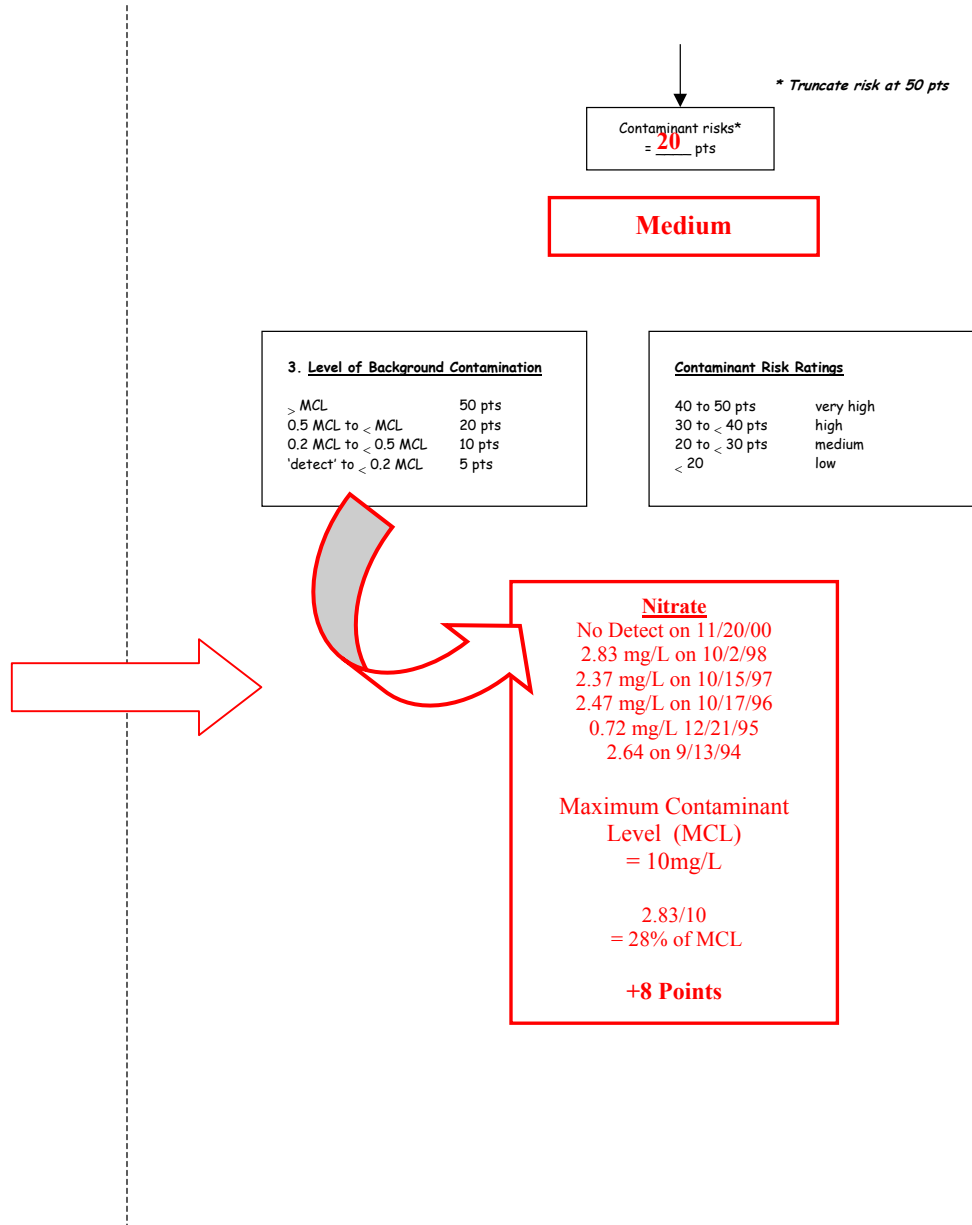 * Truncate risk at 50 pts
Contaminant risks*
= 20 pts
Medium
3. Level of Background Contamination
> MCL 50 pts
0.5 MCL to < MCL 20 pts
0.2 MCL to < 0.5 MCL 10 pts
‘detect’ to < 0.2 MCL 5 pts
Contaminant Risk Ratings
40 to 50 pts very high
30 to < 40 pts high
20 to < 30 pts medium
< 20 low
Nitrate
No Detect on 11/20/00
2.83 mg/L on 10/2/98
2.37 mg/L on 10/15/97
2.47 mg/L on 10/17/96
0.72 mg/L 12/21/95
2.64 on 9/13/94
Maximum Contaminant
Level (MCL)
= 10mg/L
2.83/10
= 28% of MCL
+8 Points